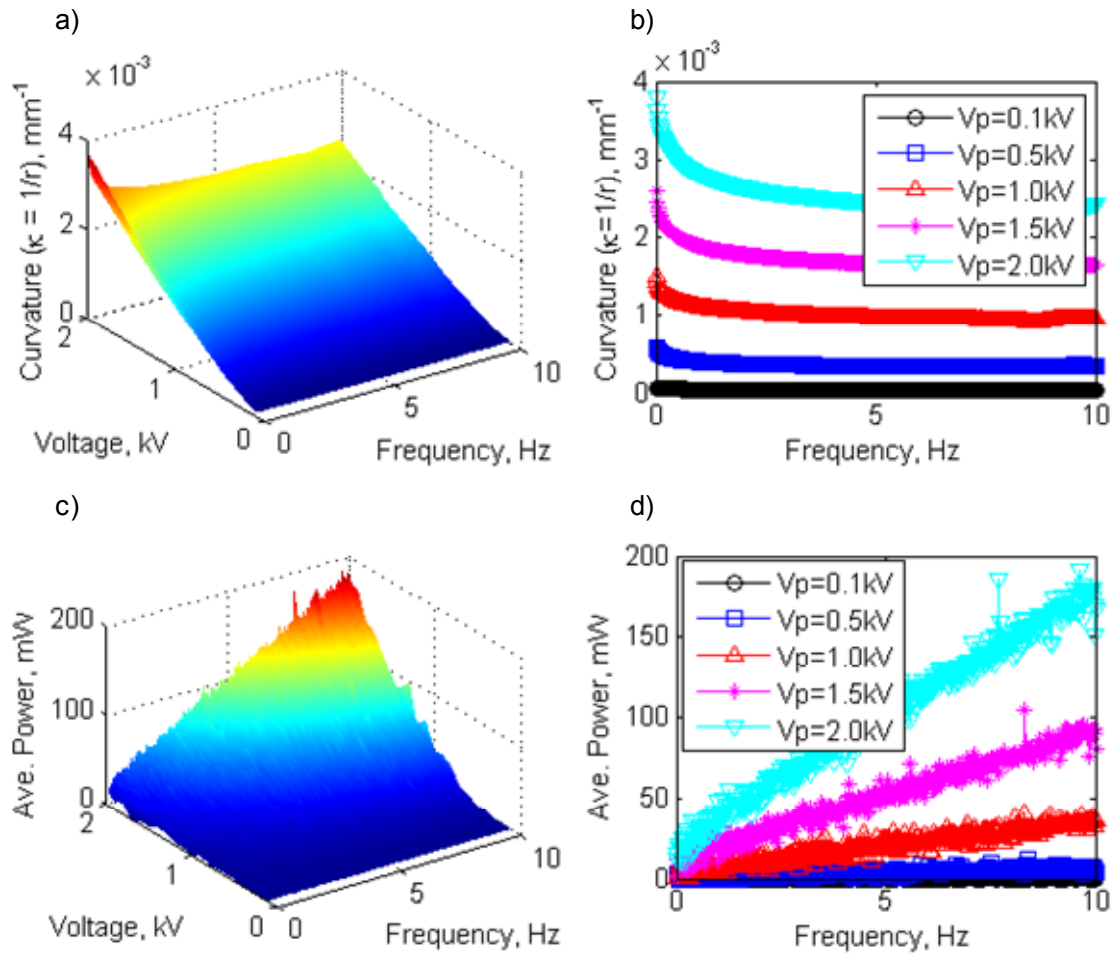 a)
× 10⁻³
Curvature (κ = 1/r), mm⁻¹
4
2
0
2
1
0
Voltage, kV
0
5
10
Frequency, Hz
b)
× 10⁻³
Curvature (κ=1/r), mm⁻¹
4
3
2
1
0
Vp=0.1kV
Vp=0.5kV
Vp=1.0kV
Vp=1.5kV
Vp=2.0kV
0
5
10
Frequency, Hz
c)
Ave. Power, mW
200
100
0
2
1
0
Voltage, kV
0
5
10
Frequency, Hz
d)
Ave. Power, mW
200
150
100
50
0
Vp=0.1kV
Vp=0.5kV
Vp=1.0kV
Vp=1.5kV
Vp=2.0kV
0
5
10
Frequency, Hz